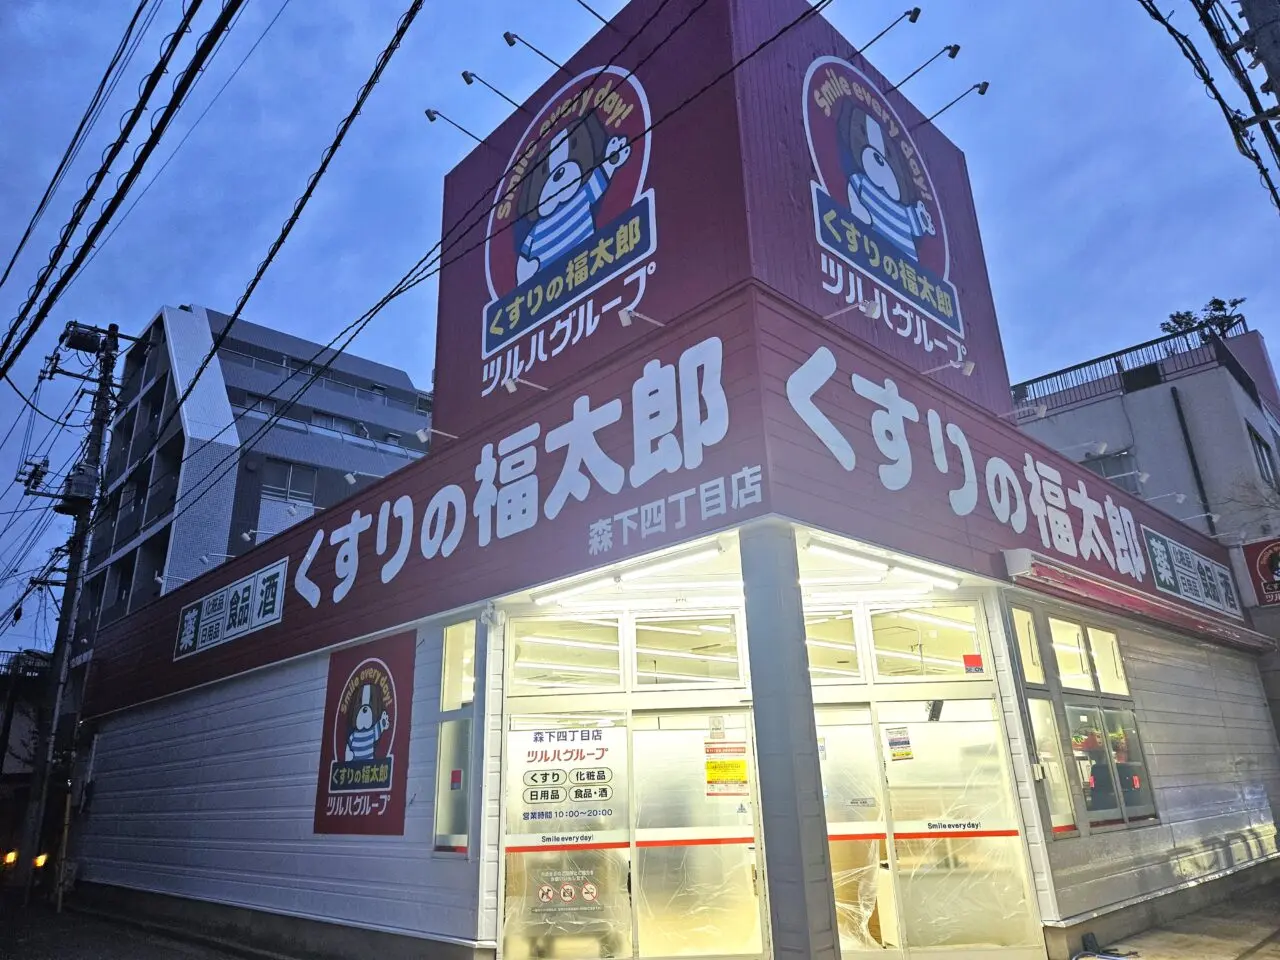 Smile every day!
くすりの福太郎
ツルハグループ
Smile every day!
くすりの福太郎
ツルハグループ
くすりの福太郎
森下四丁目店
くすりの福太郎
薬
化粧品
日用品
食品
酒
薬
化粧品
日用品
食品
酒
Smile every day!
くすりの福太郎
ツルハグループ
森下四丁目店
ツルハグループ
くすり
化粧品
日用品
食品・酒
営業時間 10:00〜20:00
Smile every day!
Smile every day!